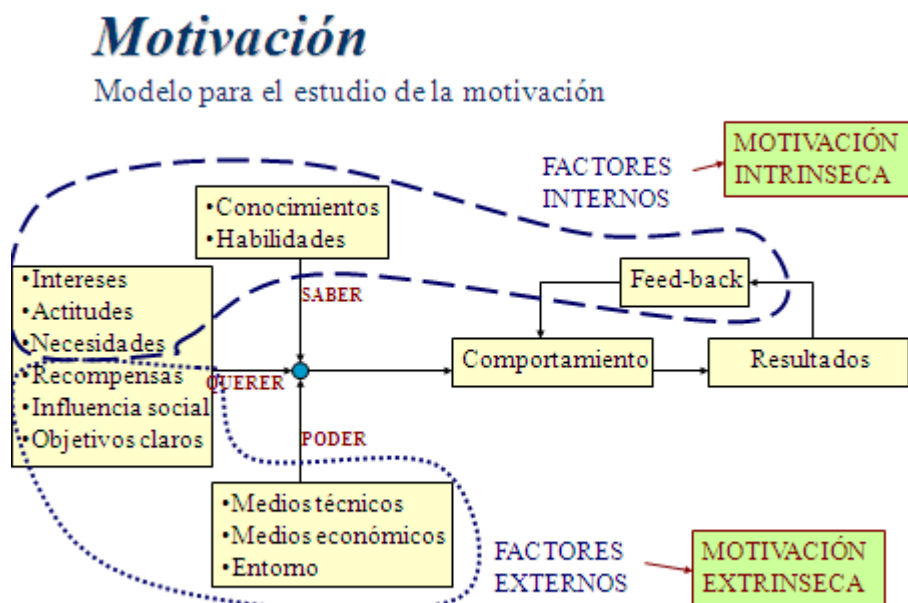 Motivación
Modelo para el estudio de la motivación
FACTORES
INTERNOS
MOTIVACIÓN
INTRINSECA
•Conocimientos
•Habilidades
•Intereses
•Actitudes
•Necesidades
•Recompensas
•Influencia social
•Objetivos claros
SABER
QUERER
PODER
Feed-back
Comportamiento
Resultados
•Medios técnicos
•Medios económicos
•Entorno
FACTORES
EXTERNOS
MOTIVACIÓN
EXTRINSECA